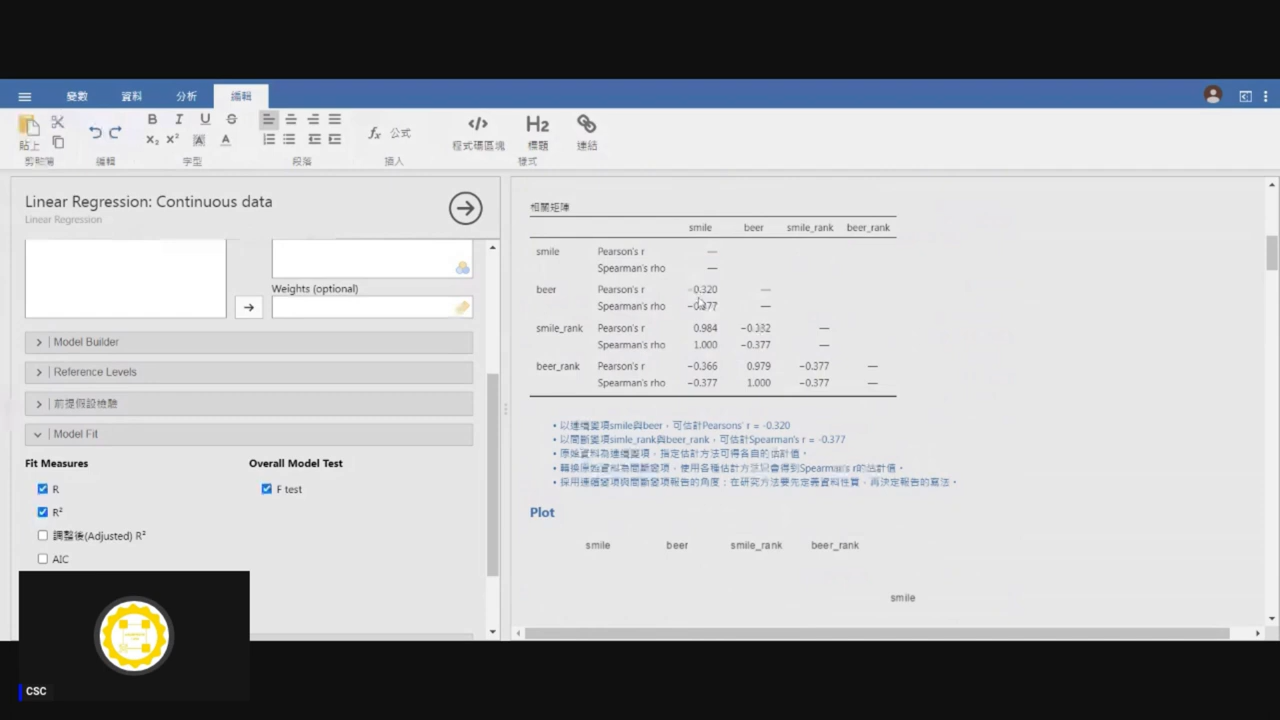 變數 資料 分析 編輯
貼上
剪貼簿 編輯 字型 段落 插入 樣式
B I U S
X₂ X² A A
fx 公式
</> 程式碼區塊
H2 標題
連結
Linear Regression: Continuous data
Linear Regression
Weights (optional)
Model Builder
Reference Levels
前提假設檢驗
Model Fit
Fit Measures Overall Model Test
R F test
R²
調整後(Adjusted) R²
AIC
CSC
相關矩陣
smile beer smile_rank beer_rank
smile Pearson's r —
Spearman's rho —
beer Pearson's r −0.320 —
Spearman's rho −0.377 —
smile_rank Pearson's r 0.984 −0.332 —
Spearman's rho 1.000 −0.377 —
beer_rank Pearson's r −0.366 0.979 −0.377 —
Spearman's rho −0.377 1.000 −0.377 —
• 以連續變項smile與beer，可估計Pearsons' r = -0.320
• 以間斷變項simle_rank與beer_rank，可估計Spearman's r = -0.377
• 原始資料為連續變項，指定估計方法可得各自的估計值。
• 轉換原始資料為間斷變項，使用各種估計方法只會得到Spearman's r的估計值。
• 採用連續變項與間斷變項報告的角度：在研究方法要先定義資料性質，再決定報告的寫法。
Plot
smile beer smile_rank beer_rank
smile